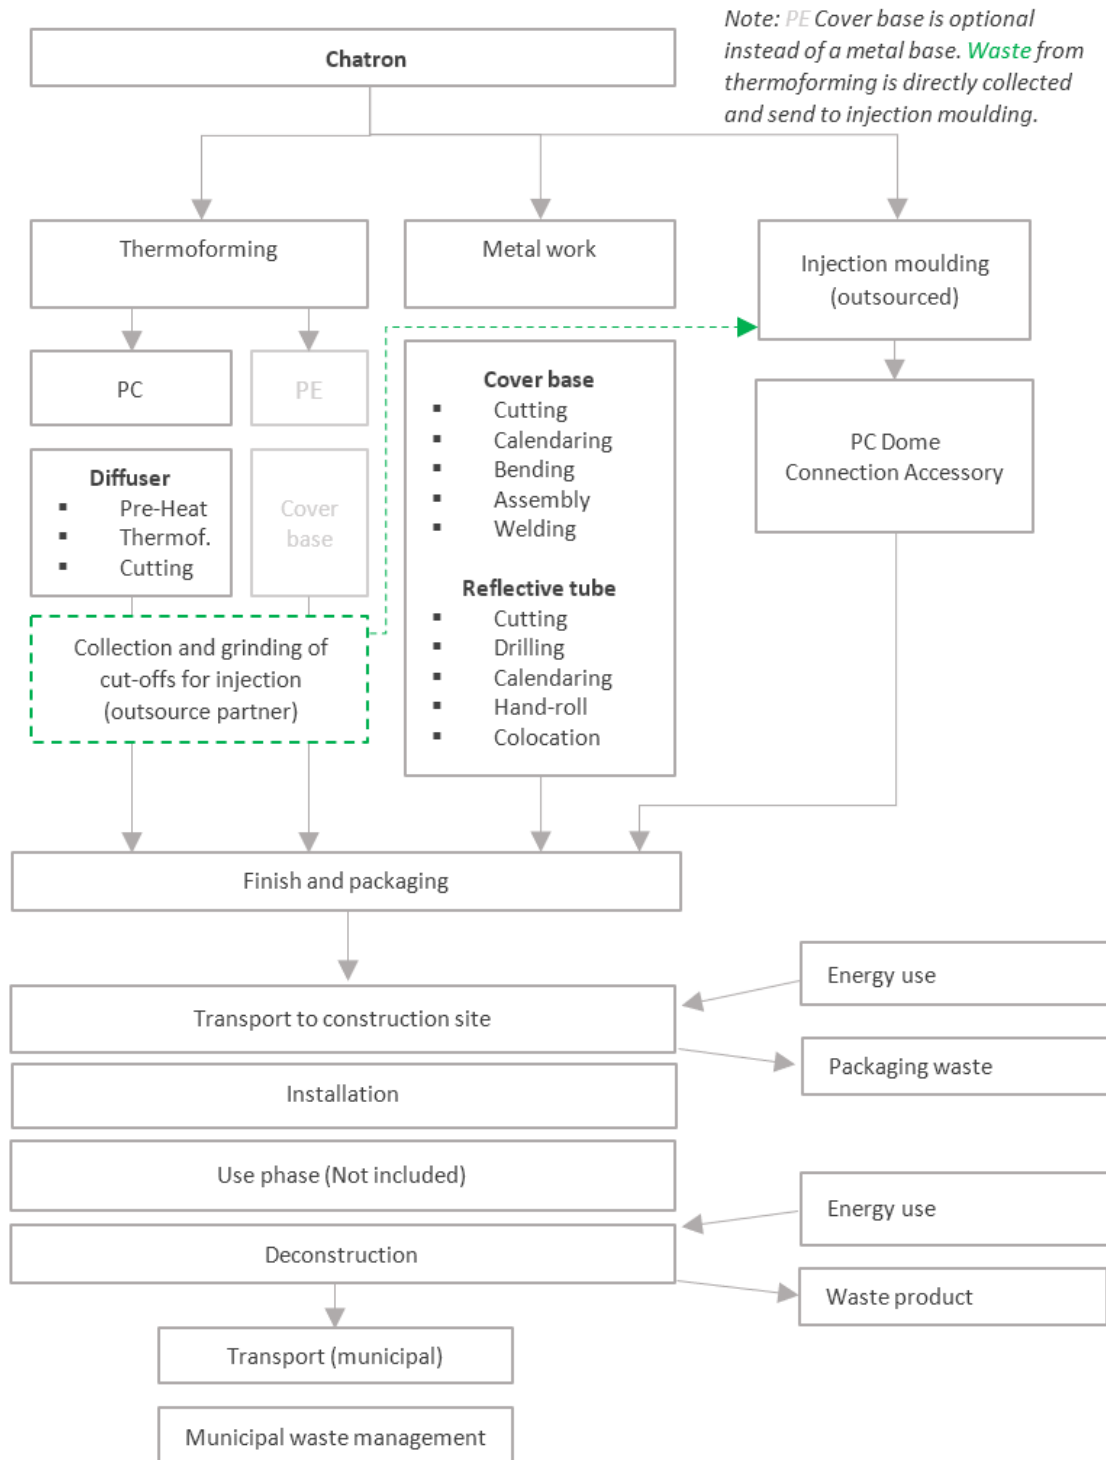 Note: PE Cover base is optional
instead of a metal base. Waste from
thermoforming is directly collected
and send to injection moulding.
Chatron
Thermoforming
Metal work
Injection moulding
(outsourced)
PC
PE
Diffuser
▪ Pre-Heat
▪ Thermof.
▪ Cutting
Cover
base
Cover base
▪ Cutting
▪ Calendaring
▪ Bending
▪ Assembly
▪ Welding
Reflective tube
▪ Cutting
▪ Drilling
▪ Calendaring
▪ Hand-roll
▪ Colocation
PC Dome
Connection Accessory
Collection and grinding of
cut-offs for injection
(outsource partner)
Finish and packaging
Energy use
Transport to construction site
Packaging waste
Installation
Use phase (Not included)
Energy use
Deconstruction
Waste product
Transport (municipal)
Municipal waste management